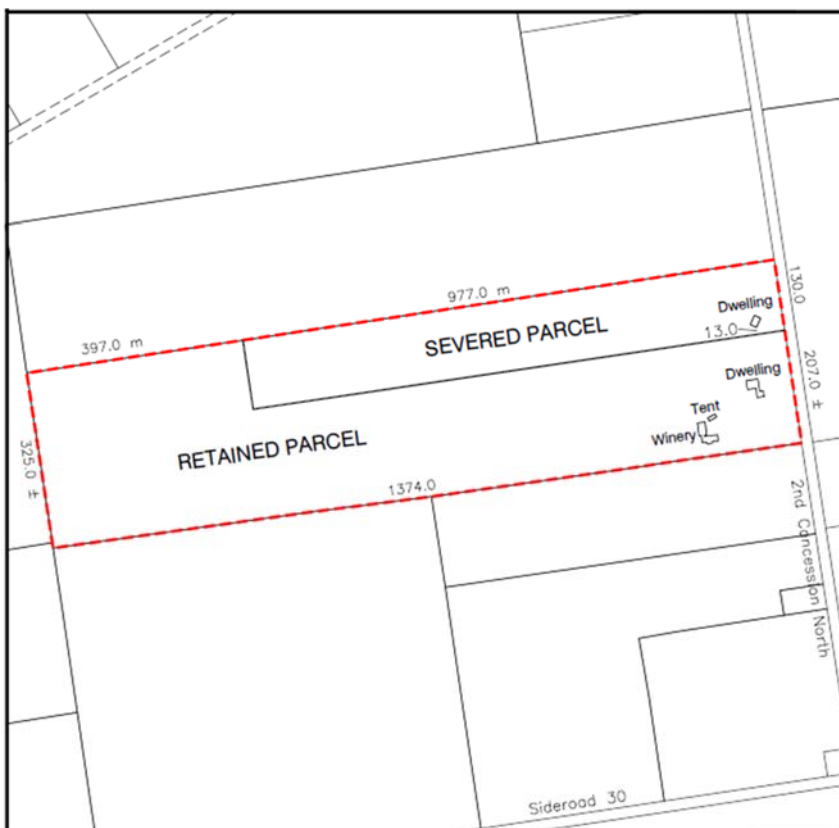 977.0 m
130.0
397.0 m
Dwelling
SEVERED PARCEL
13.0
Dwelling
207.0 ±
Tent
Winery
325.0 ±
RETAINED PARCEL
1374.0
2nd Concession North
Sideroad 30